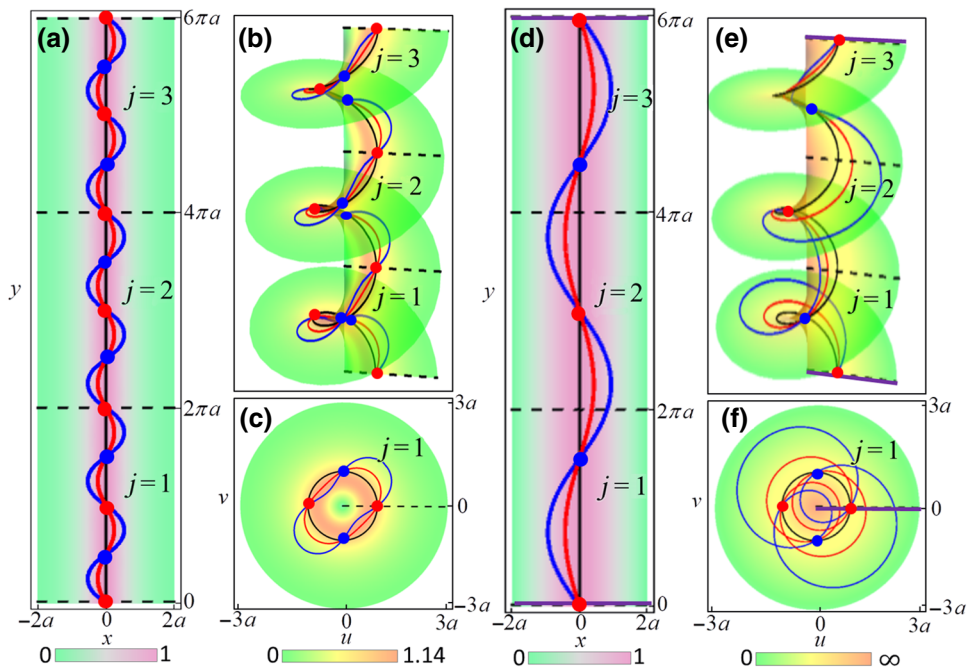 (a)
6πa
j=3
4πa
y
j=2
2πa
j=1
0
−2a
0
2a
x
0
1
(b)
j=3
j=2
j=1
(c)
3a
j=1
v
0
−3a
0
3a
u
−3a
0
1.14
(d)
6πa
j=3
4πa
y
j=2
2πa
j=1
0
−2a
0
2a
x
0
1
(e)
j=3
j=2
j=1
(f)
3a
j=1
v
0
−3a
0
3a
u
−3a
0
∞